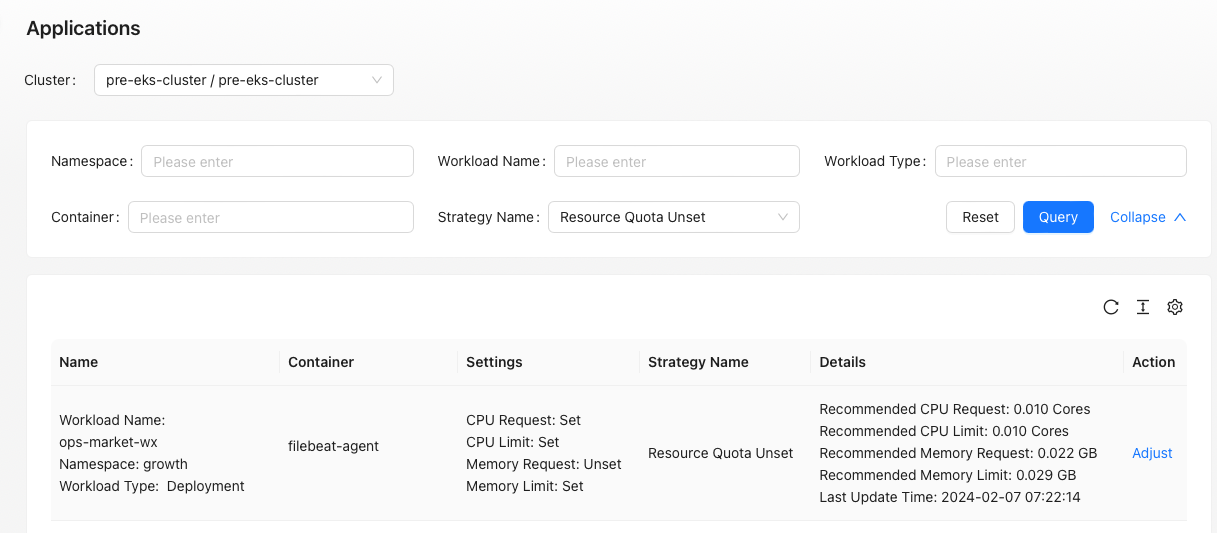 Applications
Cluster: pre-eks-cluster / pre-eks-cluster
Namespace: Please enter Workload Name: Please enter Workload Type: Please enter
Container: Please enter Strategy Name: Resource Quota Unset Reset Query Collapse
Name Container Settings Strategy Name Details Action
Workload Name:
ops-market-wx
Namespace: growth
Workload Type: Deployment
filebeat-agent
CPU Request: Set
CPU Limit: Set
Memory Request: Unset
Memory Limit: Set
Resource Quota Unset
Recommended CPU Request: 0.010 Cores
Recommended CPU Limit: 0.010 Cores
Recommended Memory Request: 0.022 GB
Recommended Memory Limit: 0.029 GB
Last Update Time: 2024-02-07 07:22:14
Adjust